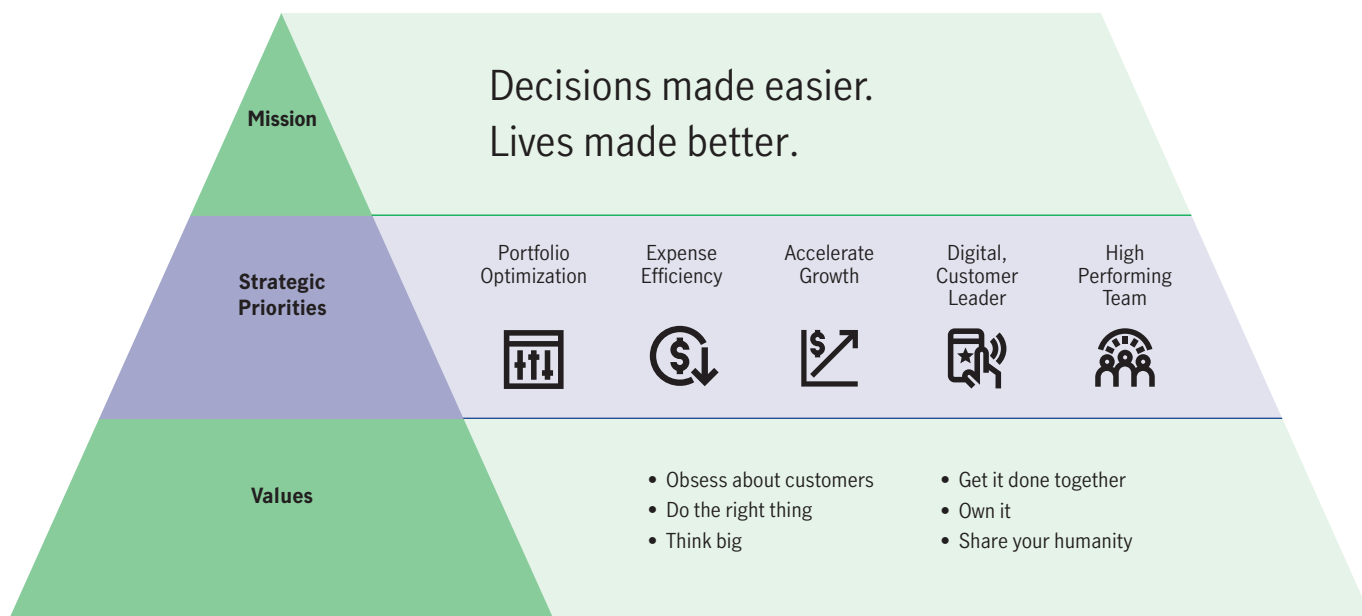 Mission
Decisions made easier.
Lives made better.
Strategic
Priorities
Portfolio
Optimization
Expense
Efficiency
Accelerate
Growth
Digital,
Customer
Leader
High
Performing
Team
$
$
Values
• Obsess about customers
• Do the right thing
• Think big
• Get it done together
• Own it
• Share your humanity